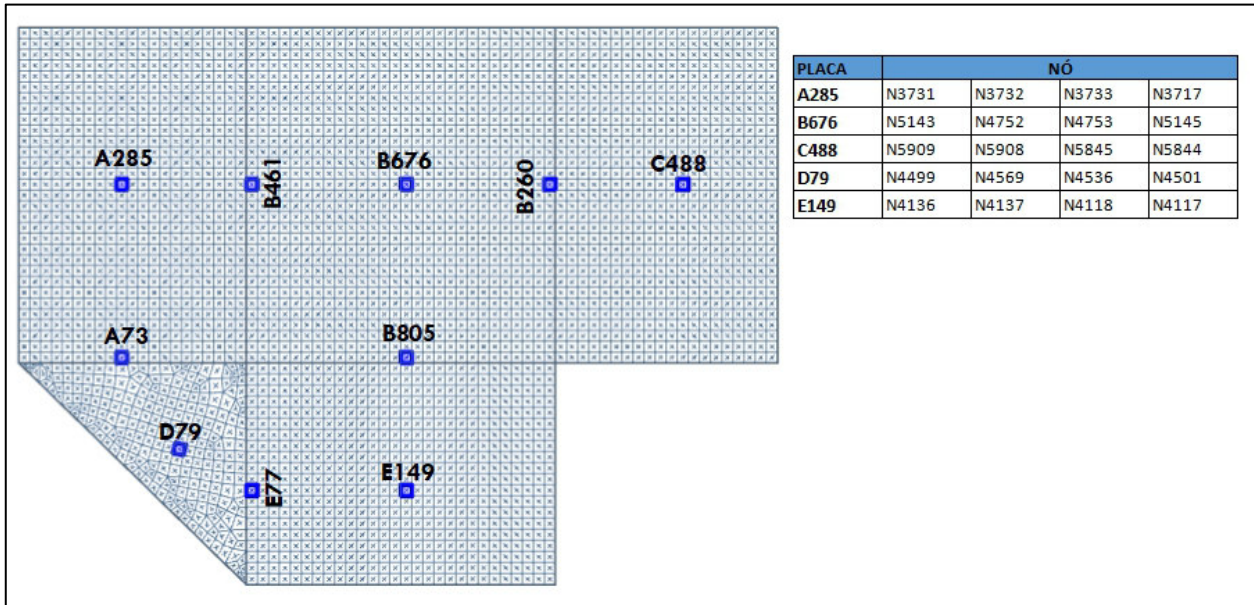 PLACA NÓ
A285 N3731 N3732 N3733 N3717
B676 N5143 N4752 N4753 N5145
C488 N5909 N5908 N5845 N5844
D79 N4499 N4569 N4536 N4501
E149 N4136 N4137 N4118 N4117
A285
B461
B676
B260
C488
A73
B805
D79
E77
E149